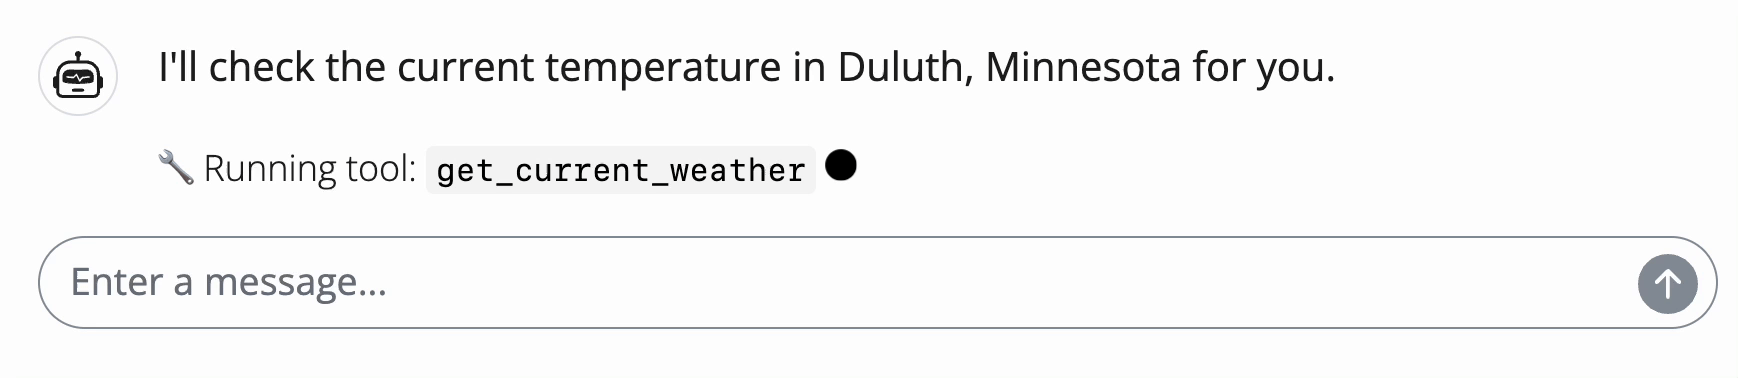 I'll check the current temperature in Duluth, Minnesota for you.
🔧 Running tool: get_current_weather
Enter a message...